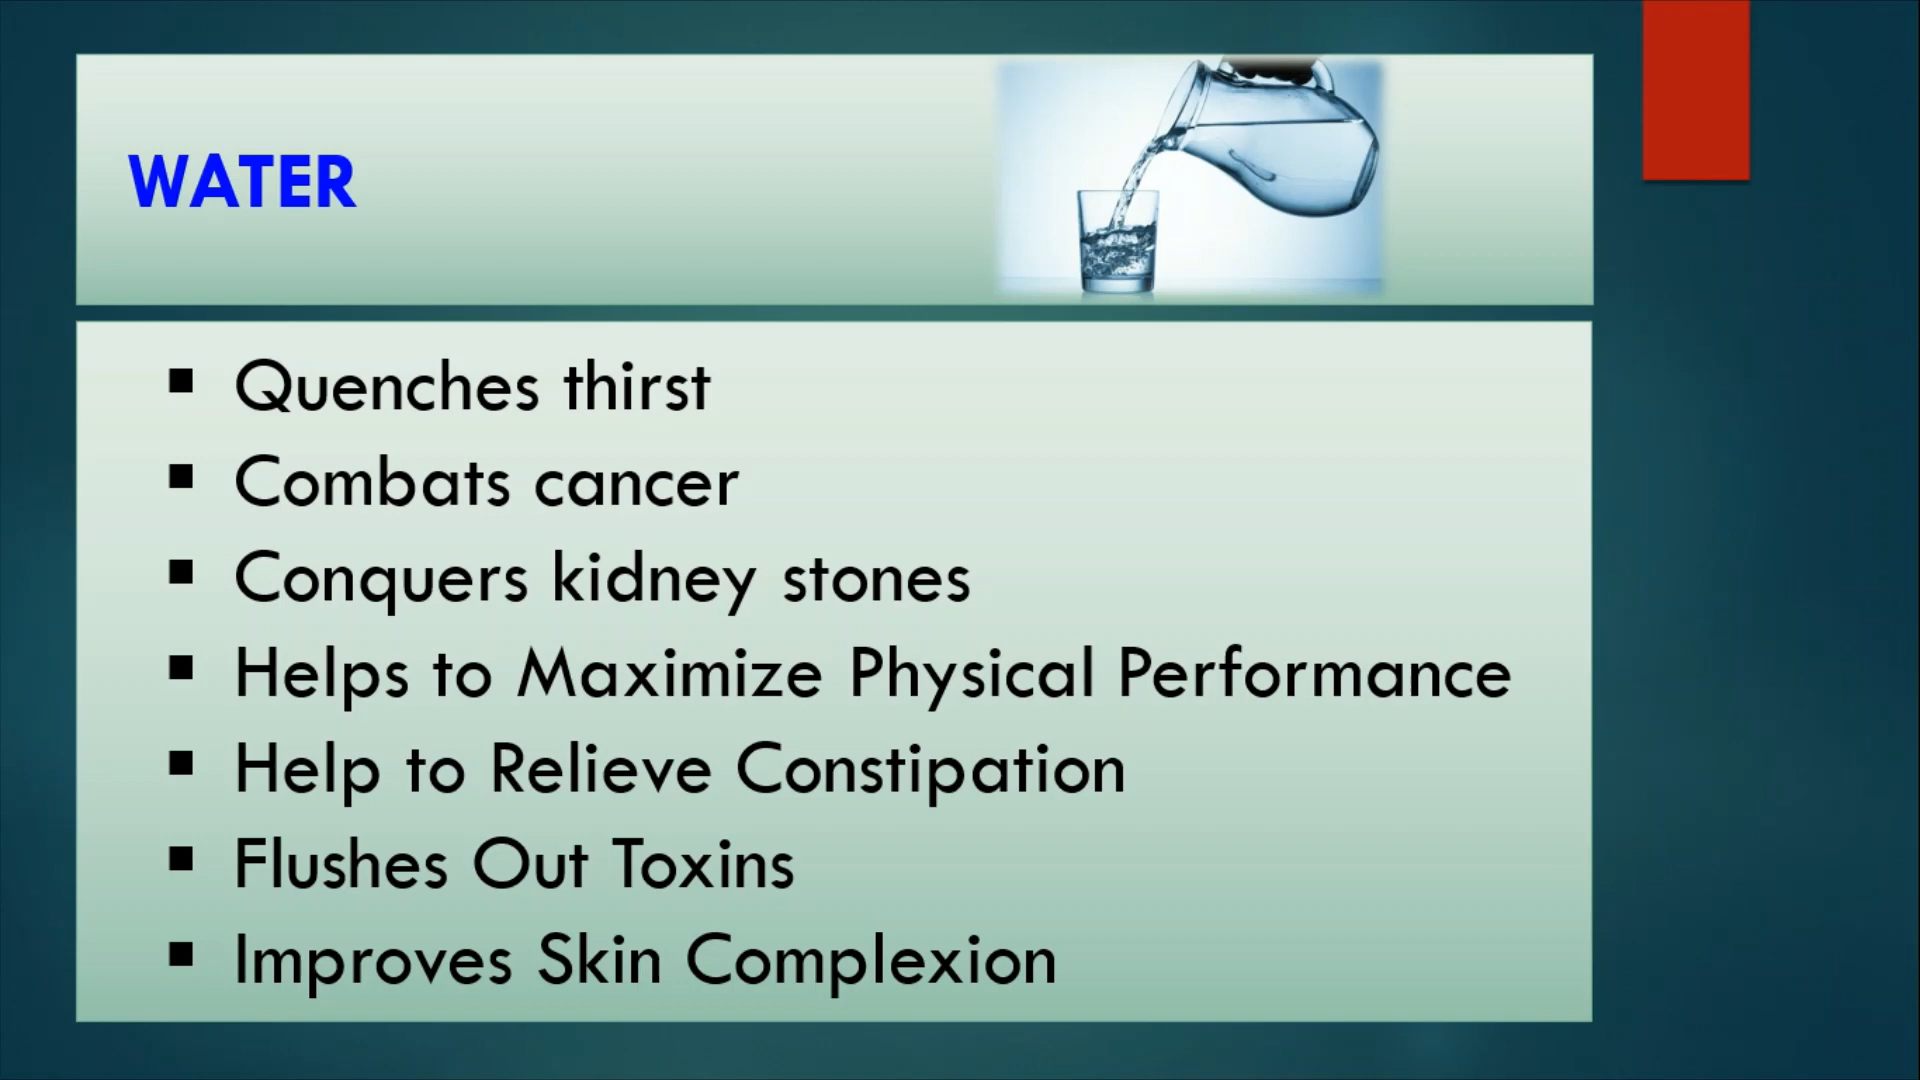 WATER
Quenches thirst
Combats cancer
Conquers kidney stones
Helps to Maximize Physical Performance
Help to Relieve Constipation
Flushes Out Toxins
Improves Skin Complexion